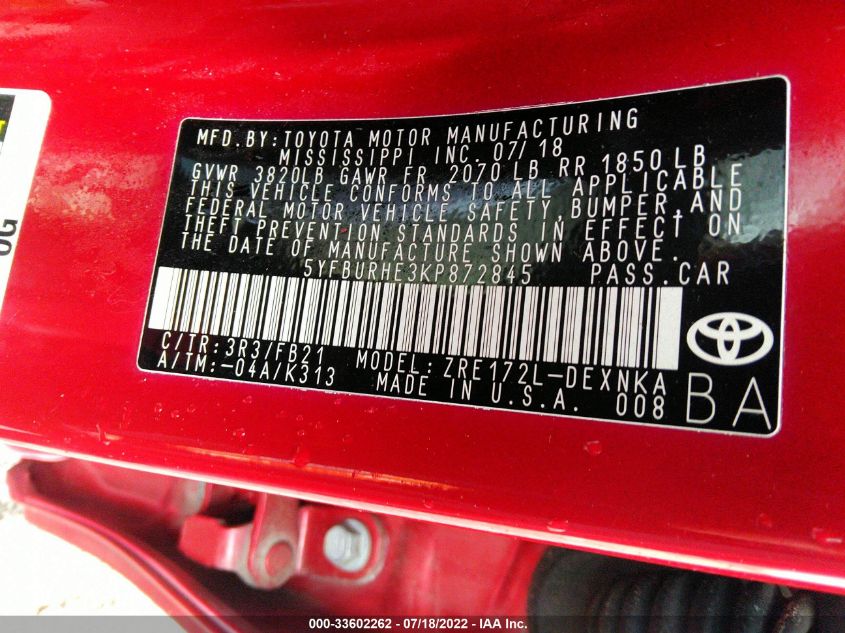 MFD. BY: TOYOTA MOTOR MANUFACTURING
MISSISSIPPI INC. 07/18
GVWR 3820LB GAWR FR 2070 LB RR 1850 LB
THIS VEHICLE CONFORMS TO ALL APPLICABLE
FEDERAL MOTOR VEHICLE SAFETY, BUMPER, AND
THEFT PREVENTION STANDARDS IN EFFECT ON
THE DATE OF MANUFACTURE SHOWN ABOVE.
5YFBURHE3KP872845 PASS. CAR
C/TR: 3R3/FB21 MODEL: ZRE172L-DEXNKA
A/TM: -04A/K313 MADE IN U.S.A. 008
BA
000-33602262 - 07/18/2022 - IAA Inc.